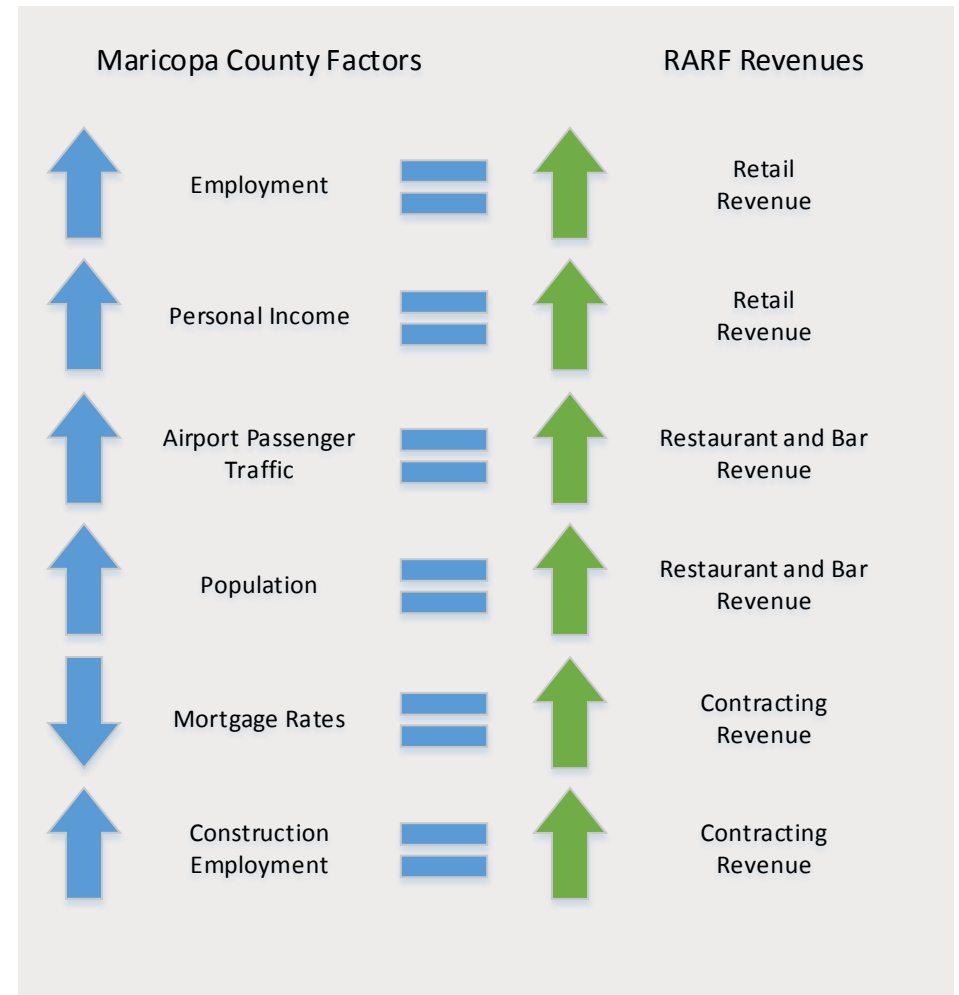 Maricopa County Factors
RARF Revenues
Employment
Retail
Revenue
Personal Income
Retail
Revenue
Airport Passenger
Traffic
Restaurant and Bar
Revenue
Population
Restaurant and Bar
Revenue
Mortgage Rates
Contracting
Revenue
Construction
Employment
Contracting
Revenue